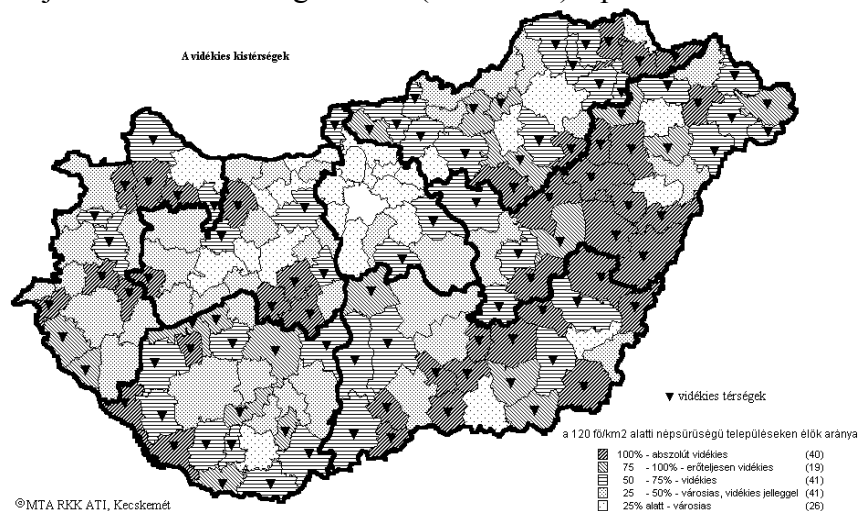 A vidékies kistérségek
▼ vidékies térségek
a 120 fő/km2 alatti népsűrűségű településeken élők aránya
100% - abszolút vidékies (40)
75 - 100% - erőteljesen vidékies (19)
50 - 75% - vidékies (41)
25 - 50% - városias, vidékies jelleggel (41)
25% alatt - városias (26)
©MTA RKK ATI, Kecskemét